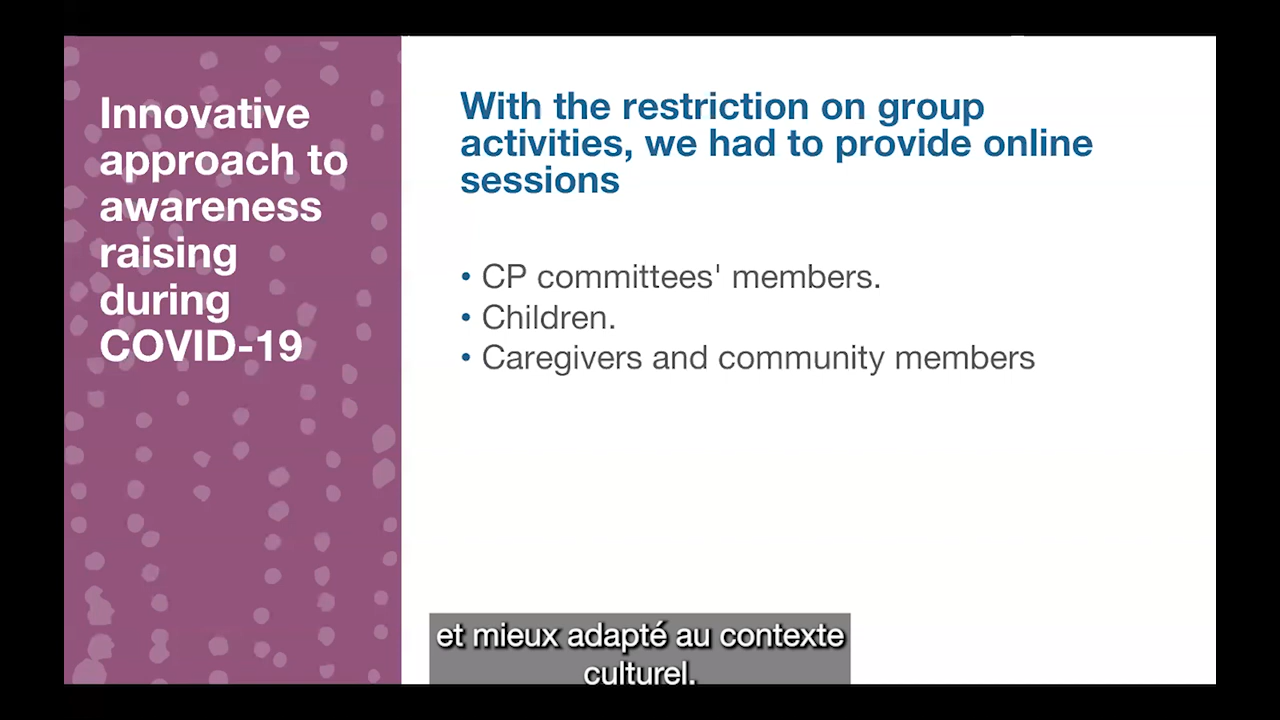 Innovative
approach to
awareness
raising
during
COVID-19
With the restriction on group
activities, we had to provide online
sessions
• CP committees' members.
• Children.
• Caregivers and community members
et mieux adapté au contexte
culturel.